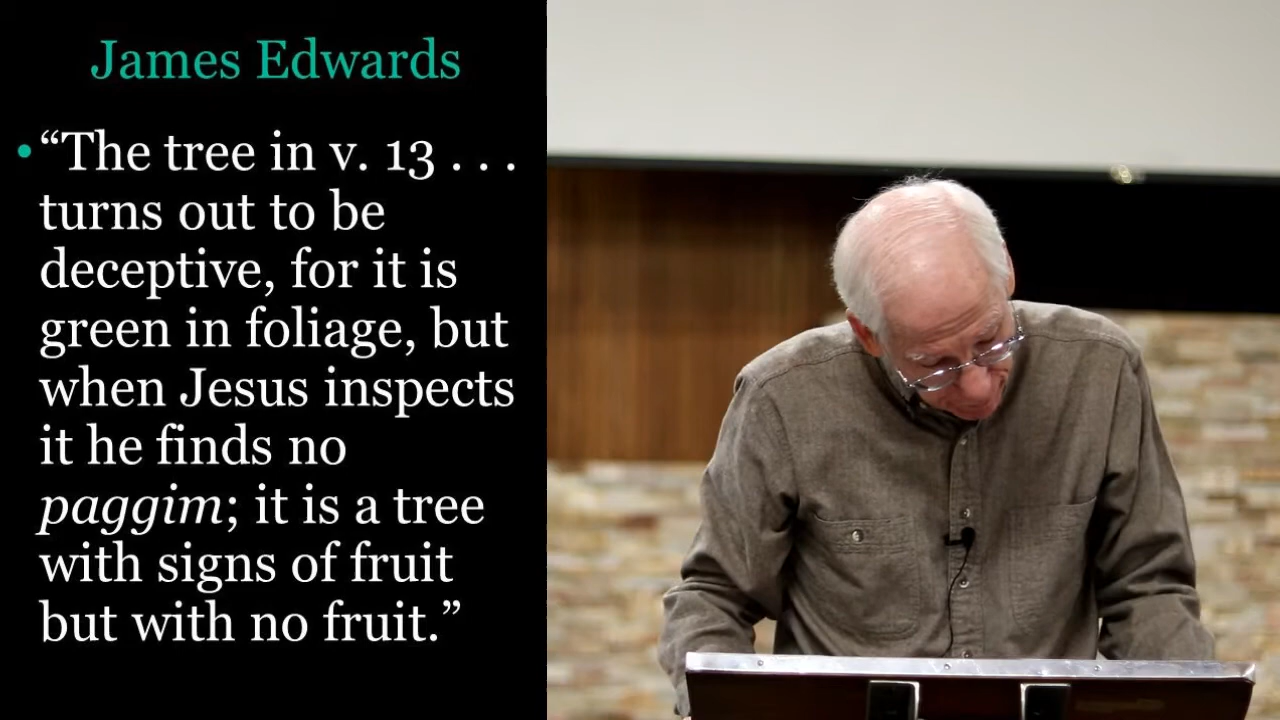 James Edwards
• “The tree in v. 13 . . .
turns out to be
deceptive, for it is
green in foliage, but
when Jesus inspects
it he finds no
paggim; it is a tree
with signs of fruit
but with no fruit.”